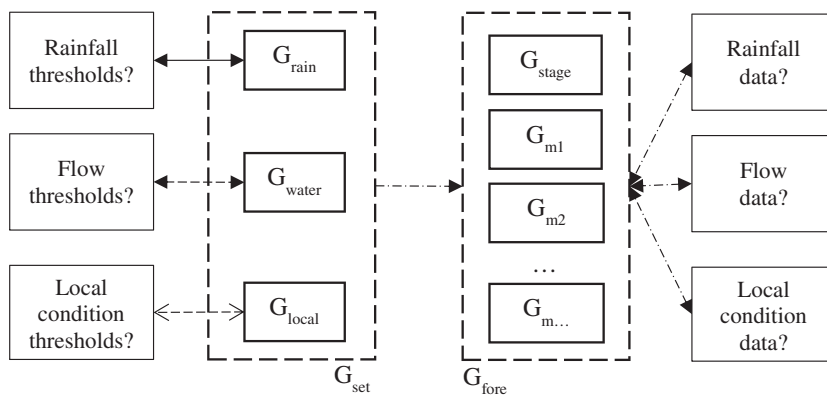 Rainfall
thresholds?
Flow
thresholds?
Local
condition
thresholds?
G_rain
G_water
G_local
G_set
G_stage
G_m1
G_m2
…
G_m…
G_fore
Rainfall
data?
Flow
data?
Local
condition
data?